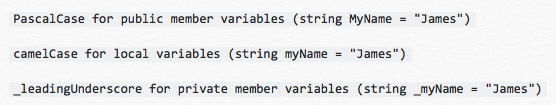 PascalCase for public member variables (string MyName = "James")
camelCase for local variables (string myName = "James")
_leadingUnderscore for private member variables (string _myName = "James")